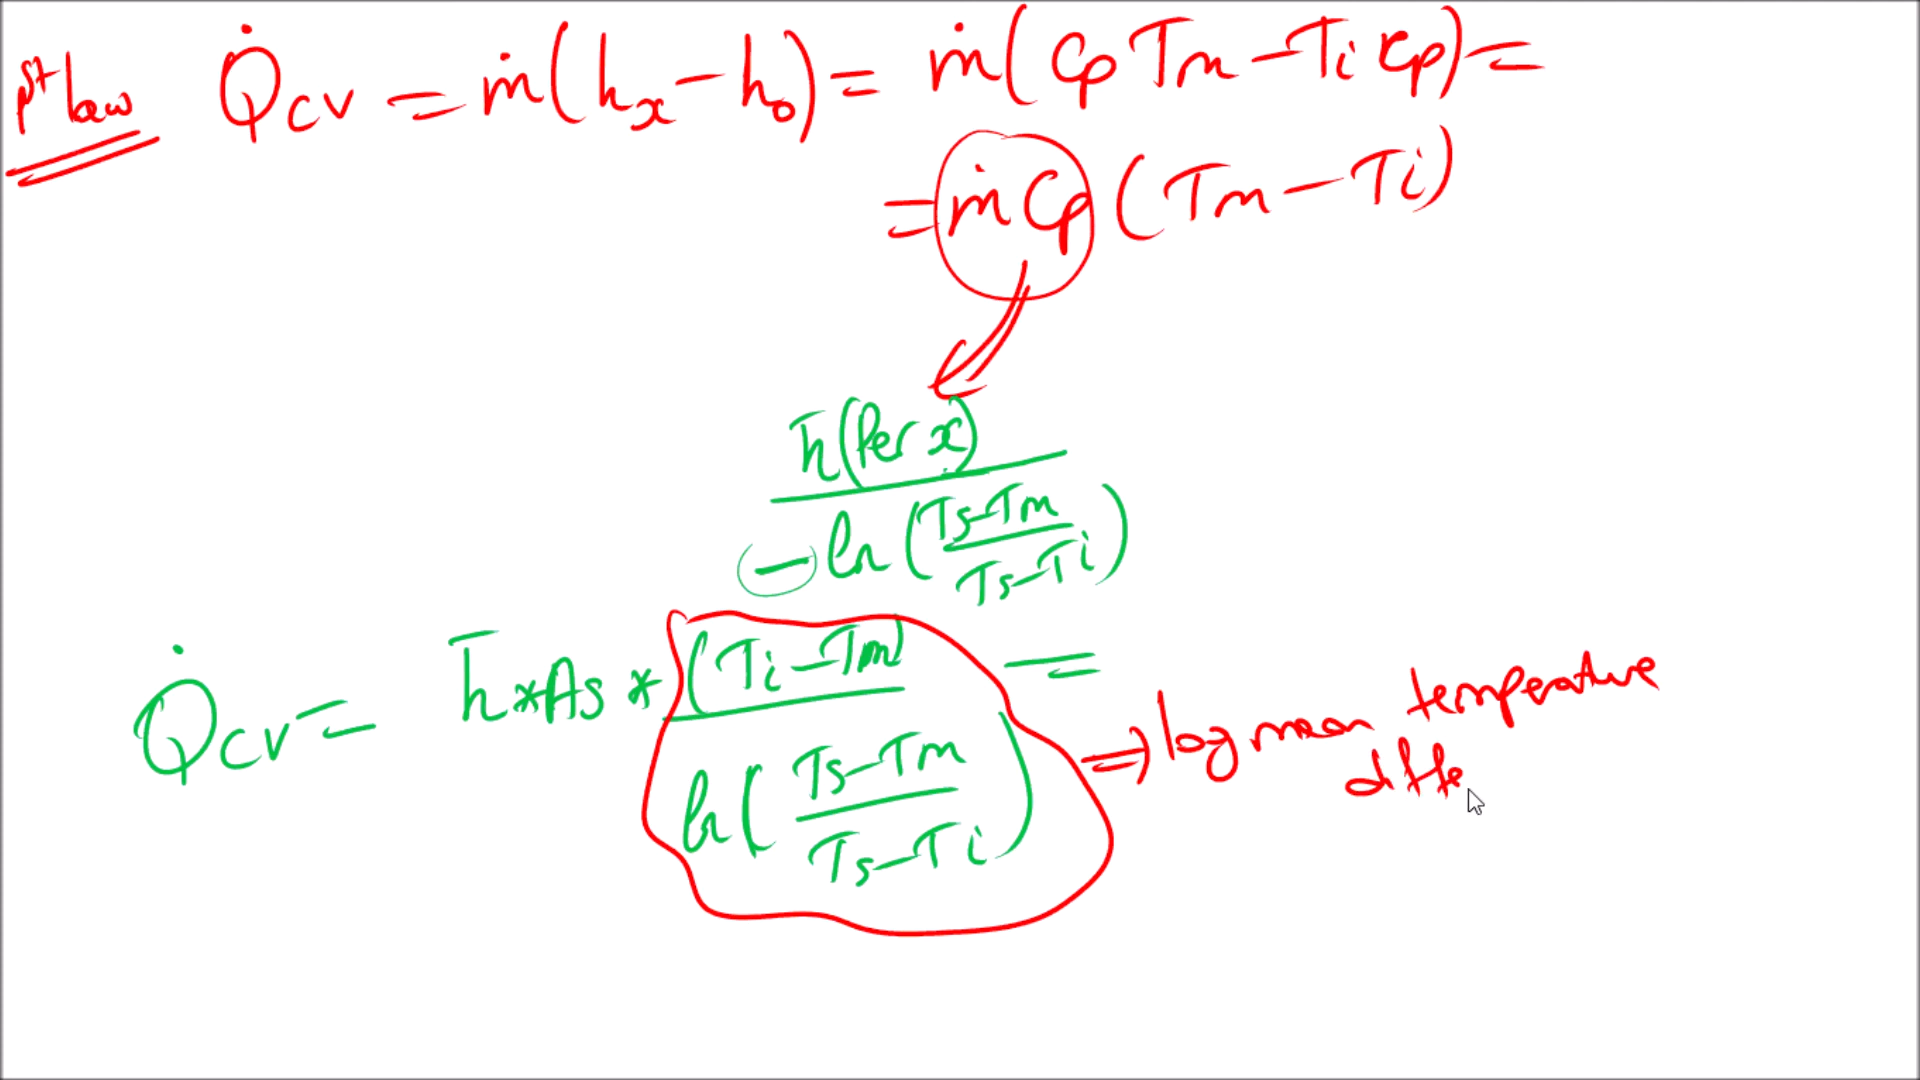 1st law Q̇cv = ṁ(hx − ho) = ṁ(Cp Tm − Ti Cp) =
= ṁ Cp (Tm − Ti)
h̄(Per x)
− ln (Ts−Tm / Ts−Ti)
Q̇cv = h̄ * As * (Ti − Tm) / ln (Ts−Tm / Ts−Ti) = ⇒ log mean temperature
diffe